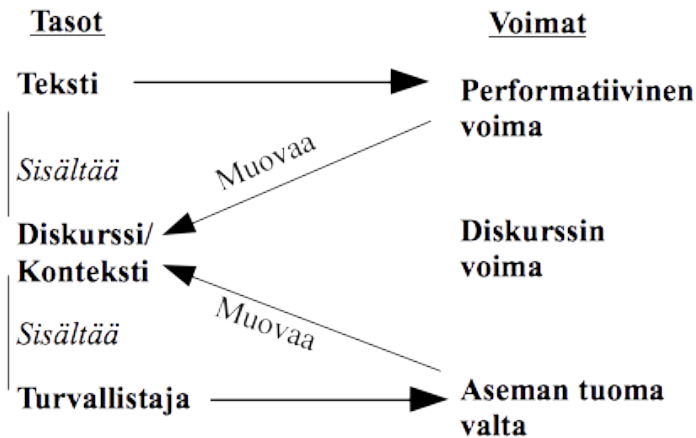 Tasot
Voimat
Teksti
Performatiivinen
voima
Muovaa
Sisältää
Diskurssi/
Konteksti
Diskurssin
voima
Muovaa
Sisältää
Turvallistaja
Aseman tuoma
valta